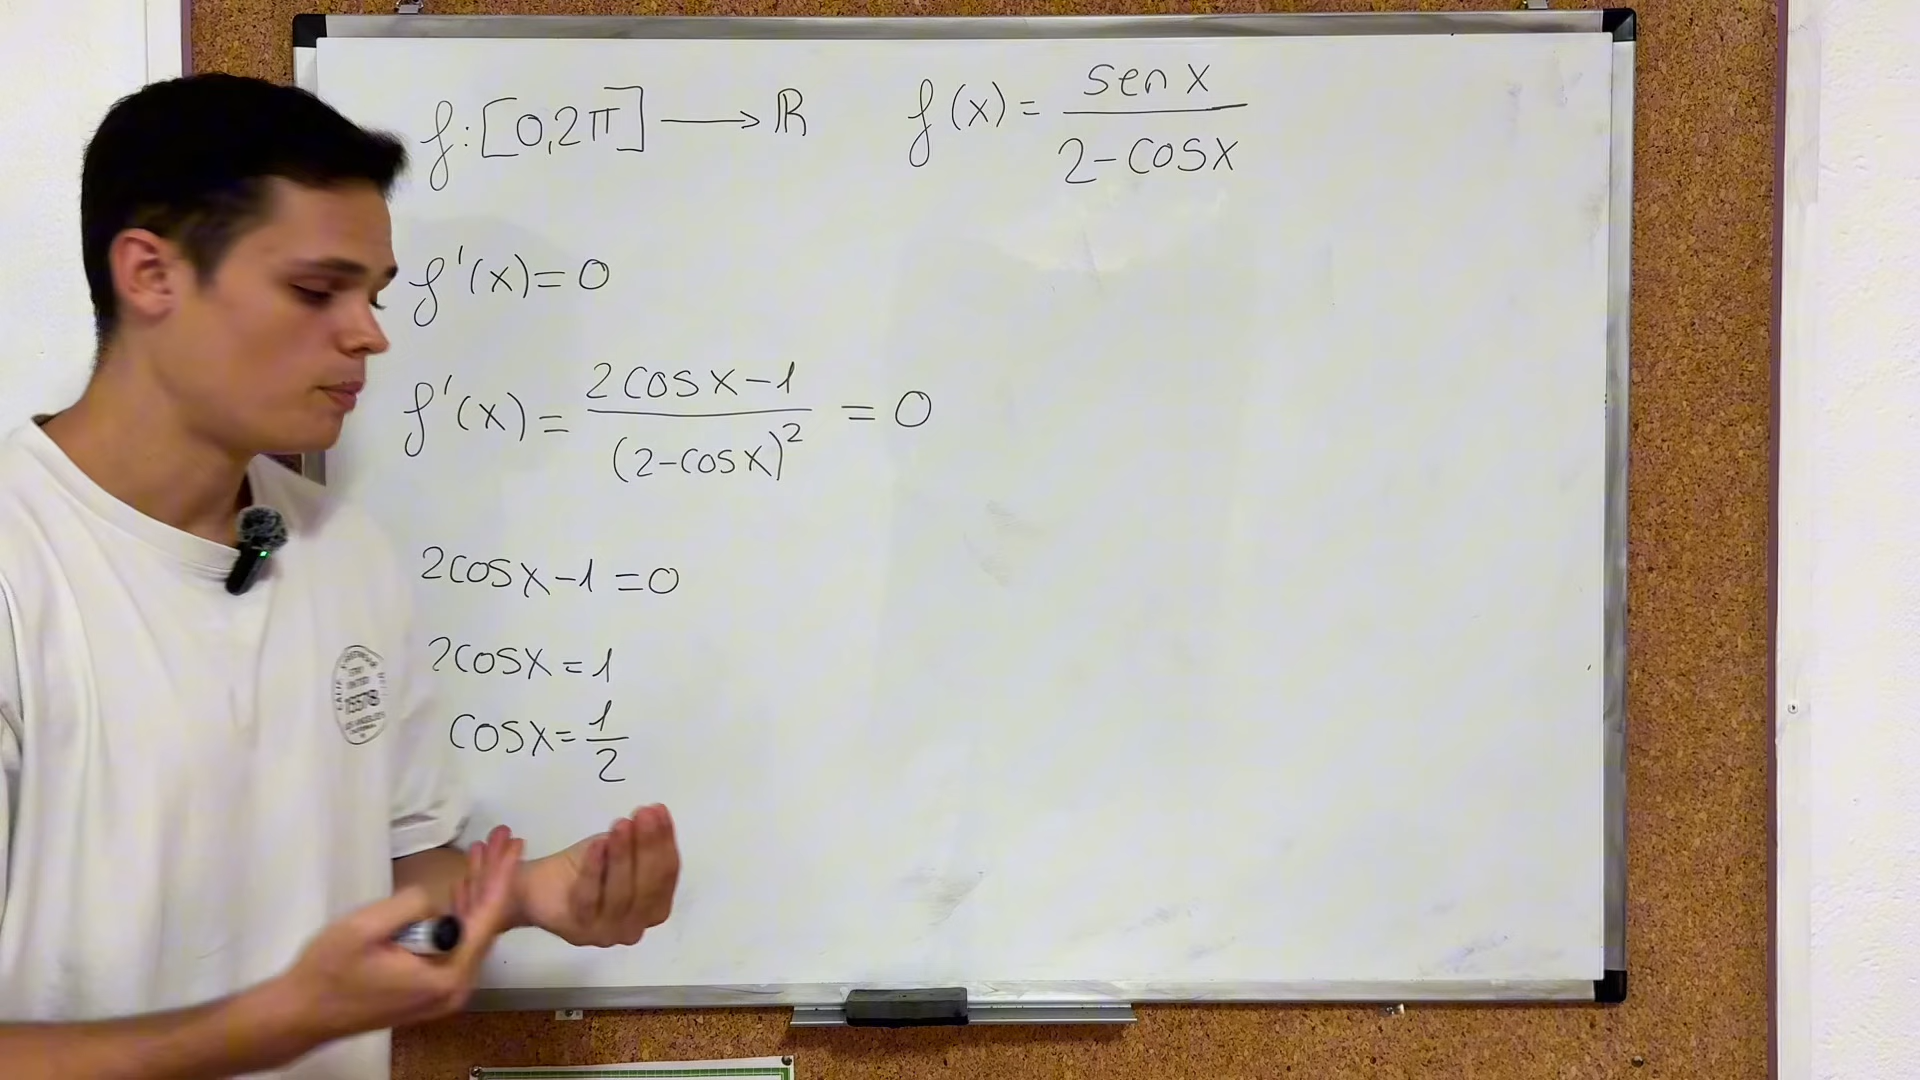 f:[0,2π] → ℝ f(x) = sen x / 2-cosx
f'(x)=0
f'(x) = 2cosx-1 / (2-cosx)² = 0
2cosx-1=0
2cosx=1
cosx=1/2